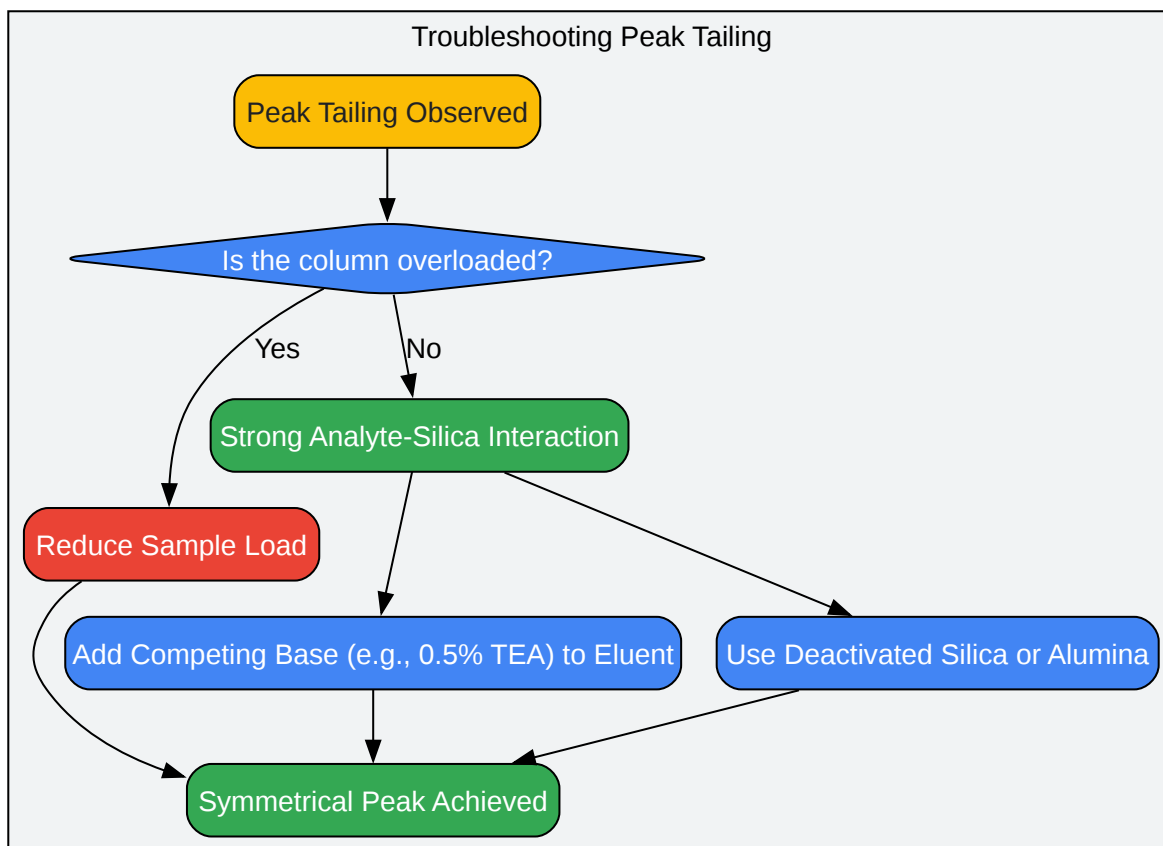 Troubleshooting Peak Tailing
Peak Tailing Observed
Is the column overloaded?
Yes
No
Strong Analyte-Silica Interaction
Reduce Sample Load
Add Competing Base (e.g., 0.5% TEA) to Eluent
Use Deactivated Silica or Alumina
Symmetrical Peak Achieved